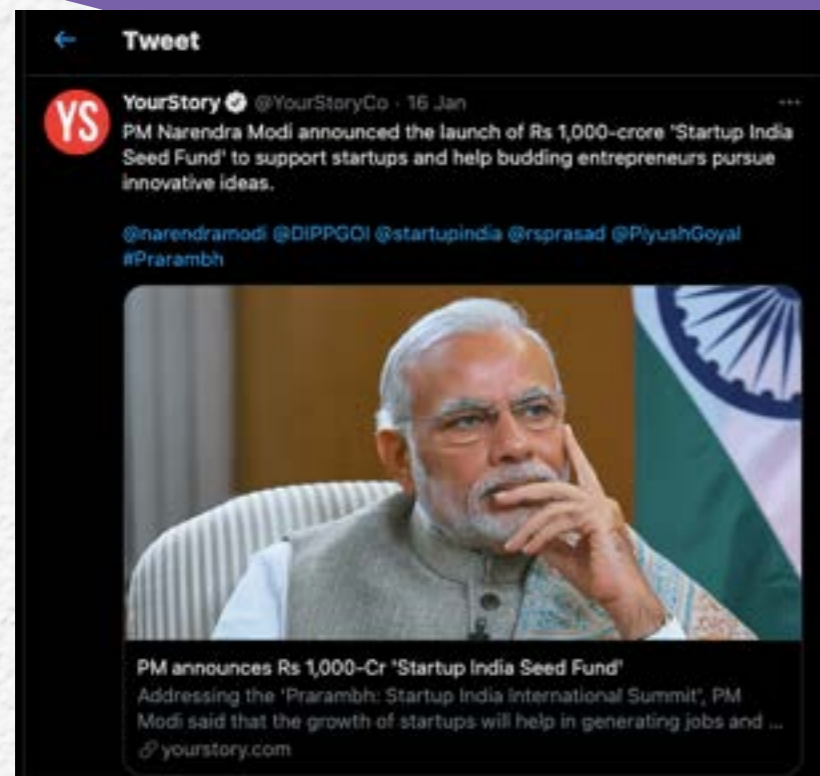 Tweet
YS
YourStory @YourStoryCo · 16 Jan
PM Narendra Modi announced the launch of Rs 1,000-crore 'Startup India
Seed Fund' to support startups and help budding entrepreneurs pursue
innovative ideas.
@narendramodi @DIPPGOI @startupindia @rsprasad @PiyushGoyal
#Prarambh
PM announces Rs 1,000-Cr 'Startup India Seed Fund'
Addressing the 'Prarambh: Startup India International Summit', PM
Modi said that the growth of startups will help in generating jobs and ...
yourstory.com